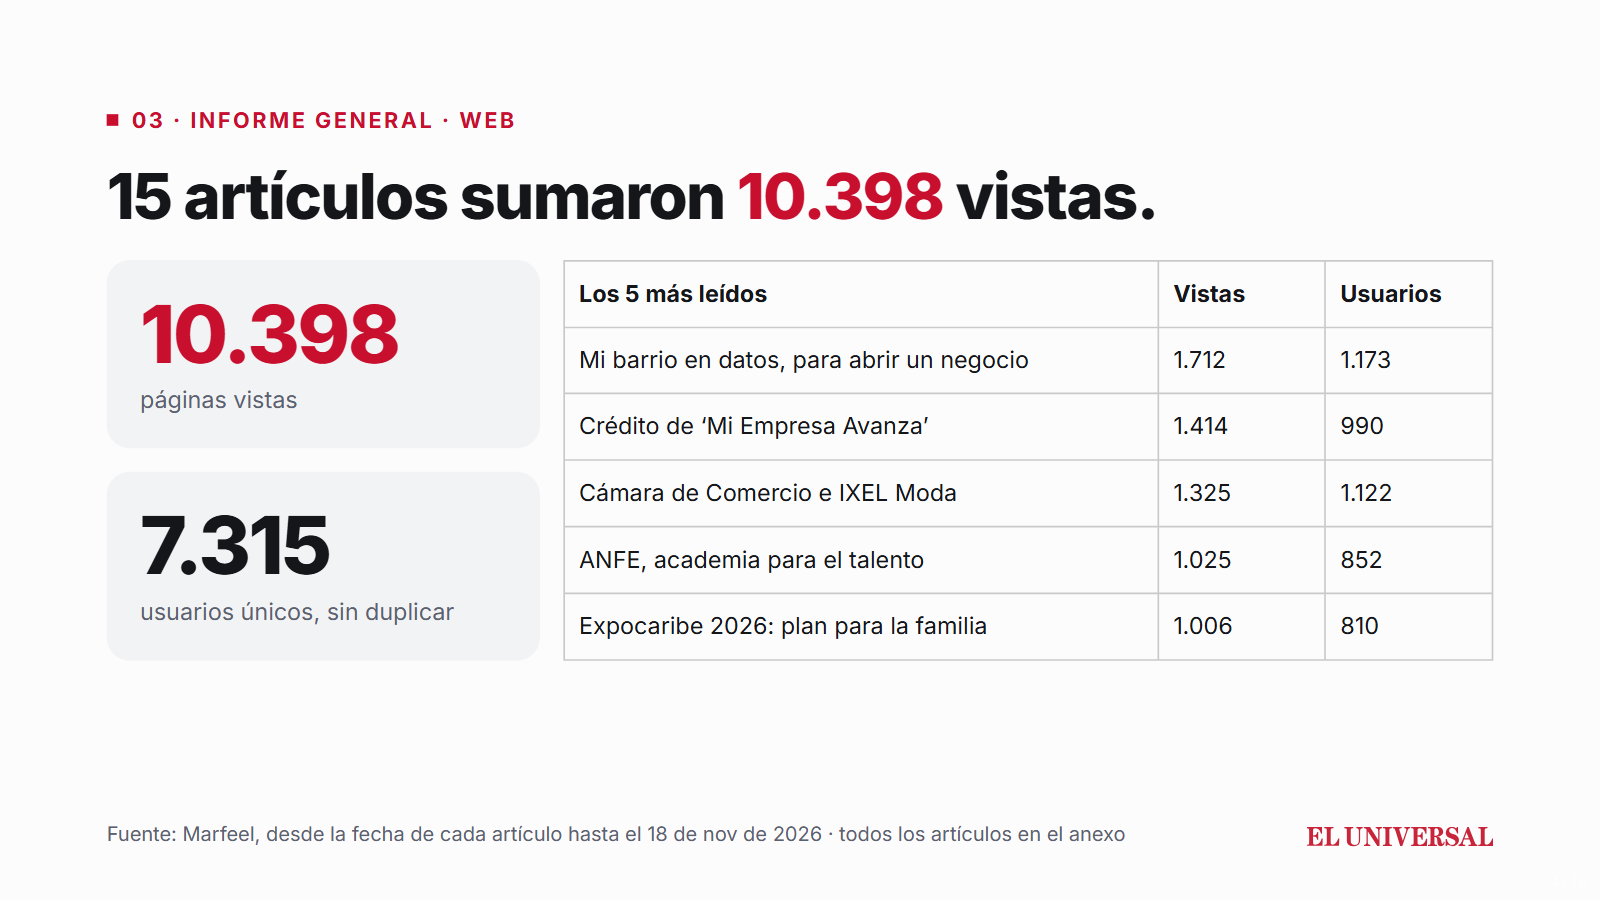 03 · INFORME GENERAL · WEB
15 artículos sumaron 10.398 vistas.
10.398
páginas vistas
7.315
usuarios únicos, sin duplicar
Los 5 más leídos Vistas Usuarios
Mi barrio en datos, para abrir un negocio 1.712 1.173
Crédito de ‘Mi Empresa Avanza’ 1.414 990
Cámara de Comercio e IXEL Moda 1.325 1.122
ANFE, academia para el talento 1.025 852
Expocaribe 2026: plan para la familia 1.006 810
Fuente: Marfeel, desde la fecha de cada artículo hasta el 18 de nov de 2026 · todos los artículos en el anexo
EL UNIVERSAL